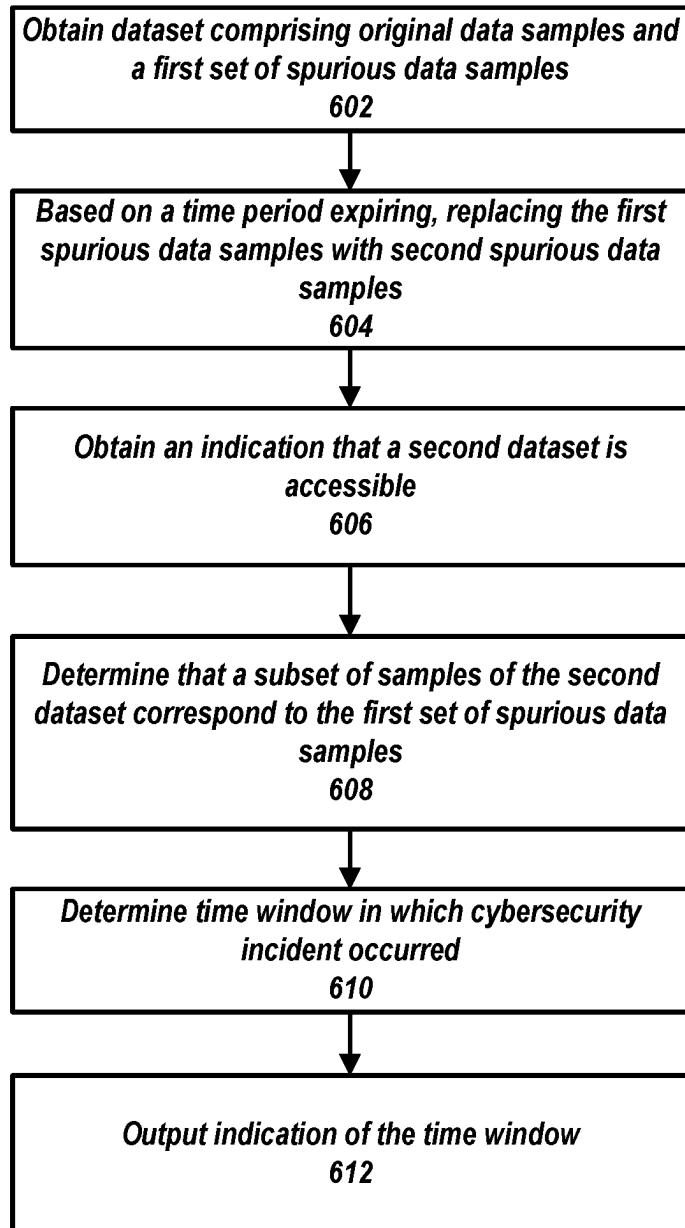 Obtain dataset comprising original data samples and
a first set of spurious data samples
602
Based on a time period expiring, replacing the first
spurious data samples with second spurious data
samples
604
Obtain an indication that a second dataset is
accessible
606
Determine that a subset of samples of the second
dataset correspond to the first set of spurious data
samples
608
Determine time window in which cybersecurity
incident occurred
610
Output indication of the time window
612